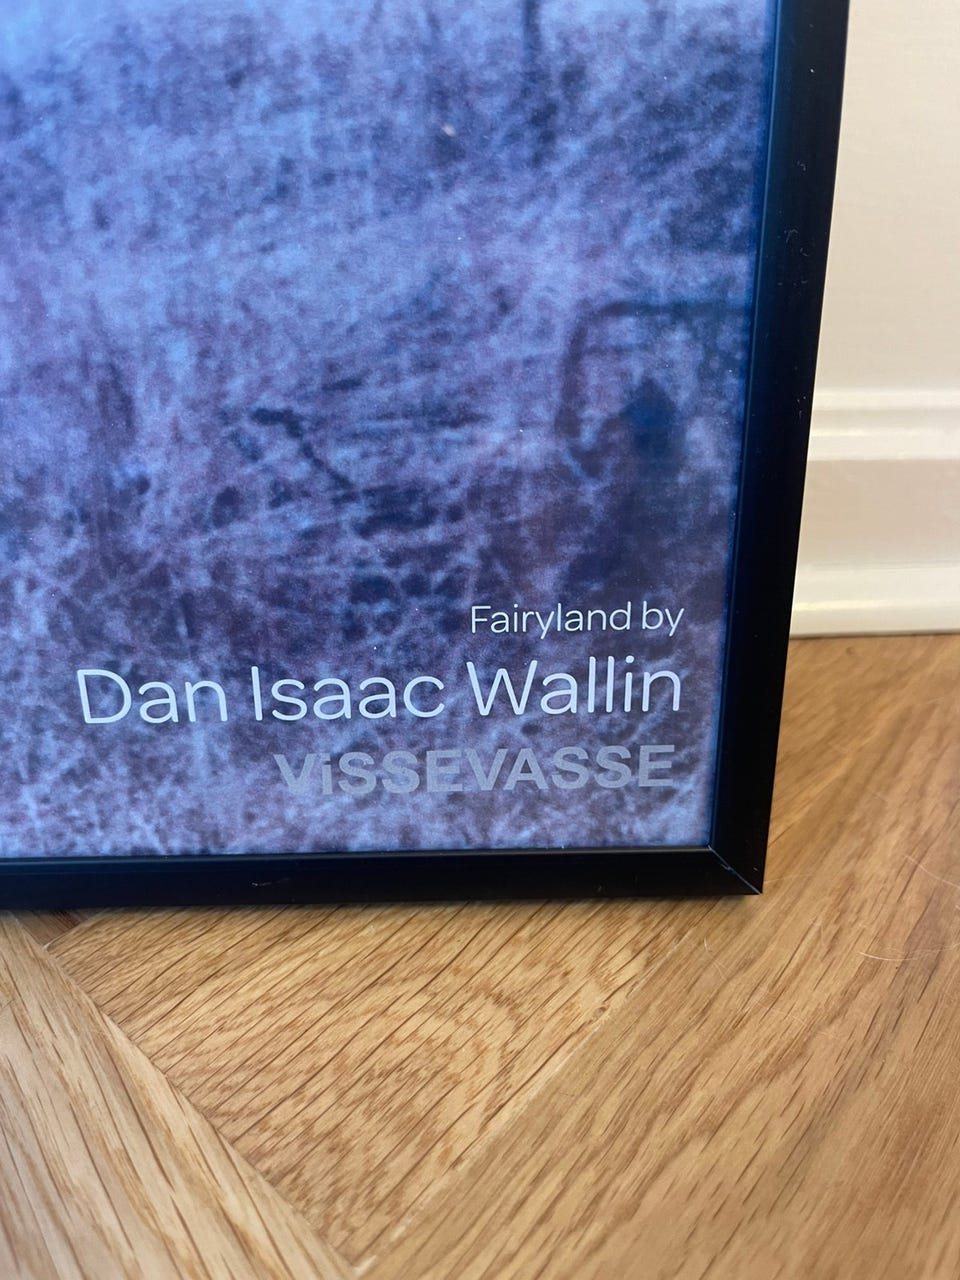 Fairyland by
Dan Isaac Wallin
ViSSEVASSE